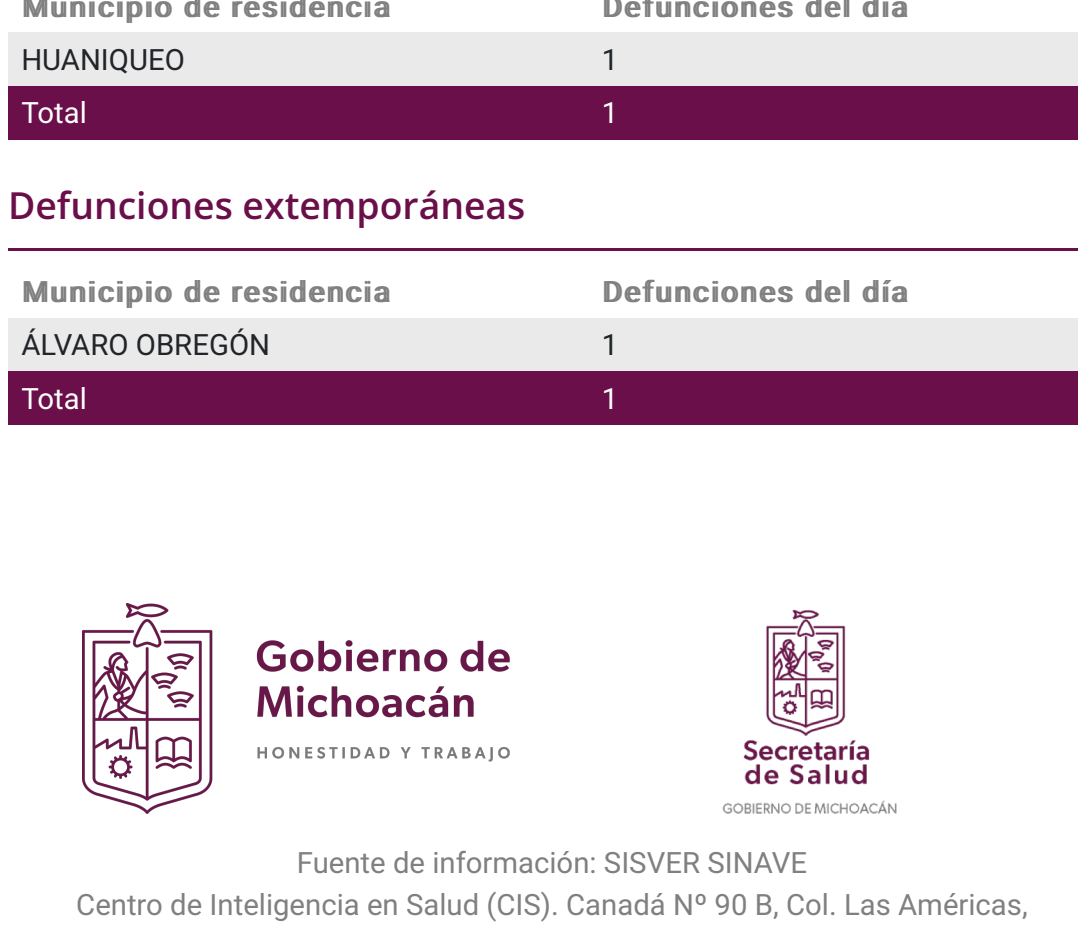 Municipio de residencia Defunciones del día
HUANIQUEO 1
Total 1
Defunciones extemporáneas
Municipio de residencia Defunciones del día
ÁLVARO OBREGÓN 1
Total 1
Gobierno de
Michoacán
HONESTIDAD Y TRABAJO
Secretaría
de Salud
GOBIERNO DE MICHOACÁN
Fuente de información: SISVER SINAVE
Centro de Inteligencia en Salud (CIS). Canadá Nº 90 B, Col. Las Américas,